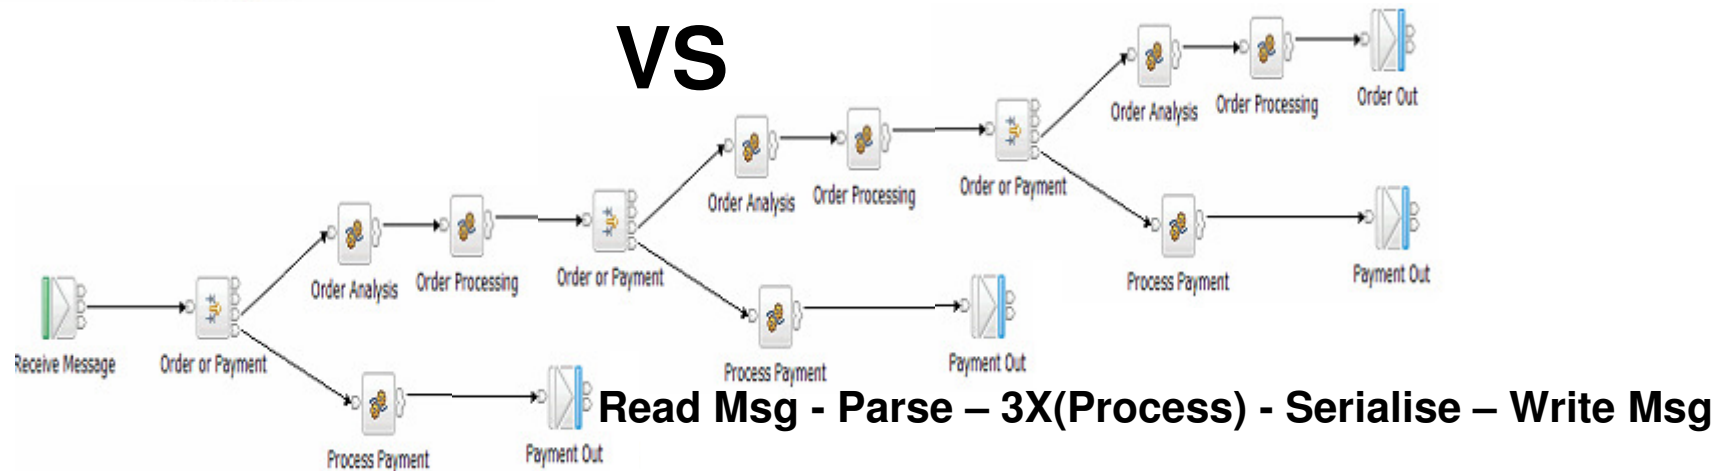 VS
Order Analysis
Order Processing
Order Out
Order Analysis
Order Processing
Order or Payment
Order Analysis
Order Processing
Order or Payment
Process Payment
Payment Out
Receive Message
Order or Payment
Process Payment
Payment Out
Read Msg - Parse – 3X(Process) - Serialise – Write Msg
Process Payment
Payment Out